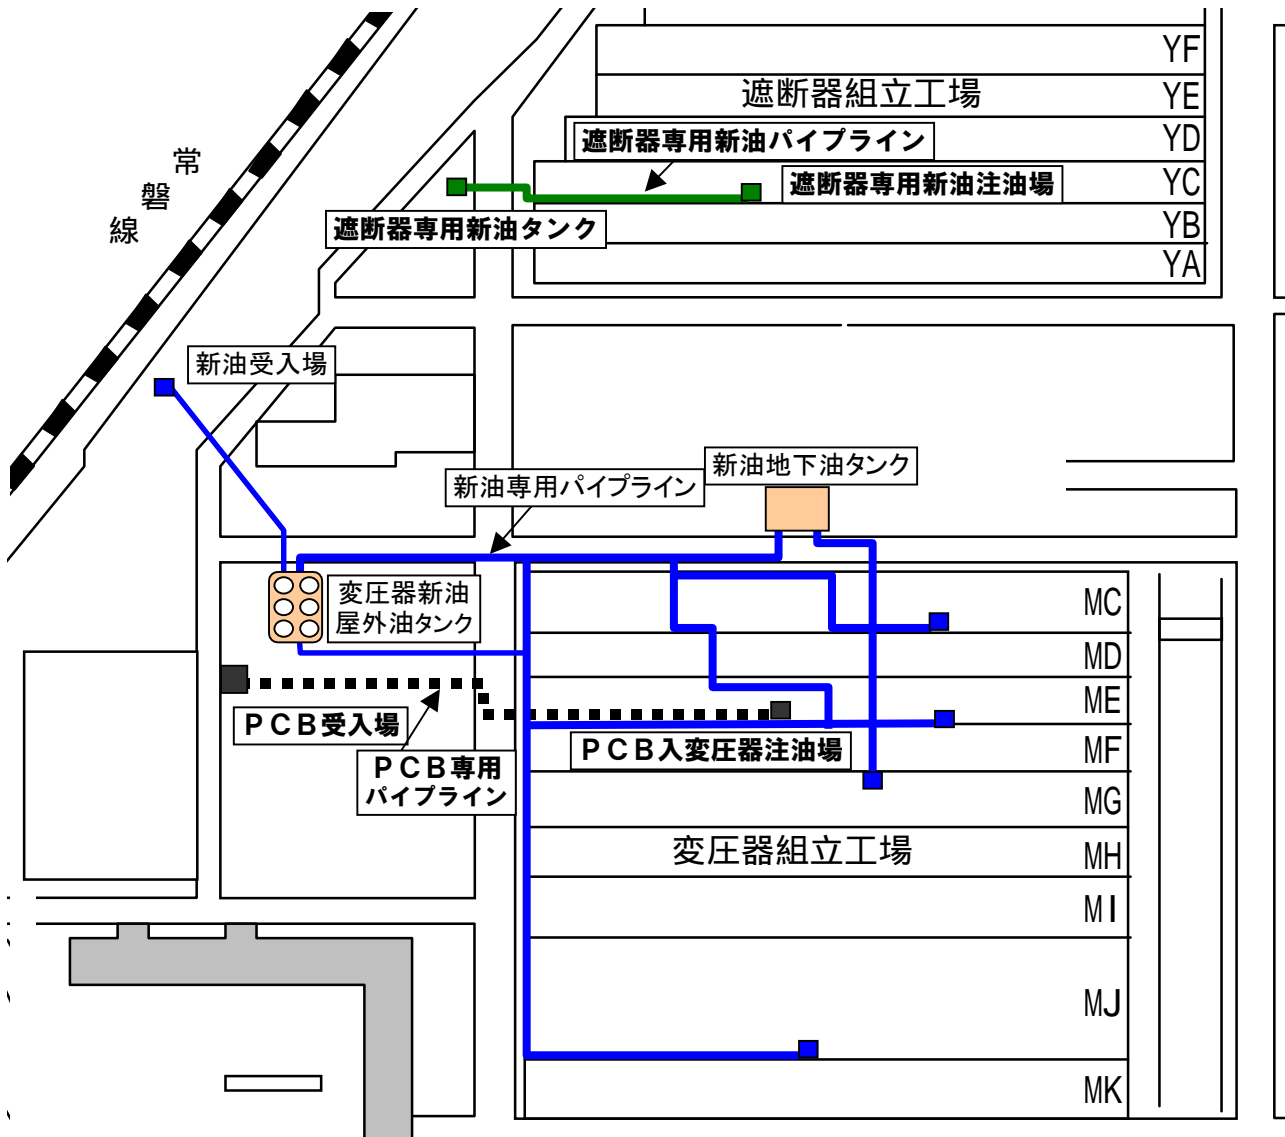 YF
遮断器組立工場
YE
遮断器専用新油パイプライン
YD
常磐線
遮断器専用新油注油場
YC
遮断器専用新油タンク
YB
YA
新油受入場
新油地下油タンク
新油専用パイプライン
変圧器新油
屋外油タンク
MC
MD
ME
PCB受入場
PCB入変圧器注油場
MF
PCB専用
パイプライン
MG
変圧器組立工場
MH
MI
MJ
MK